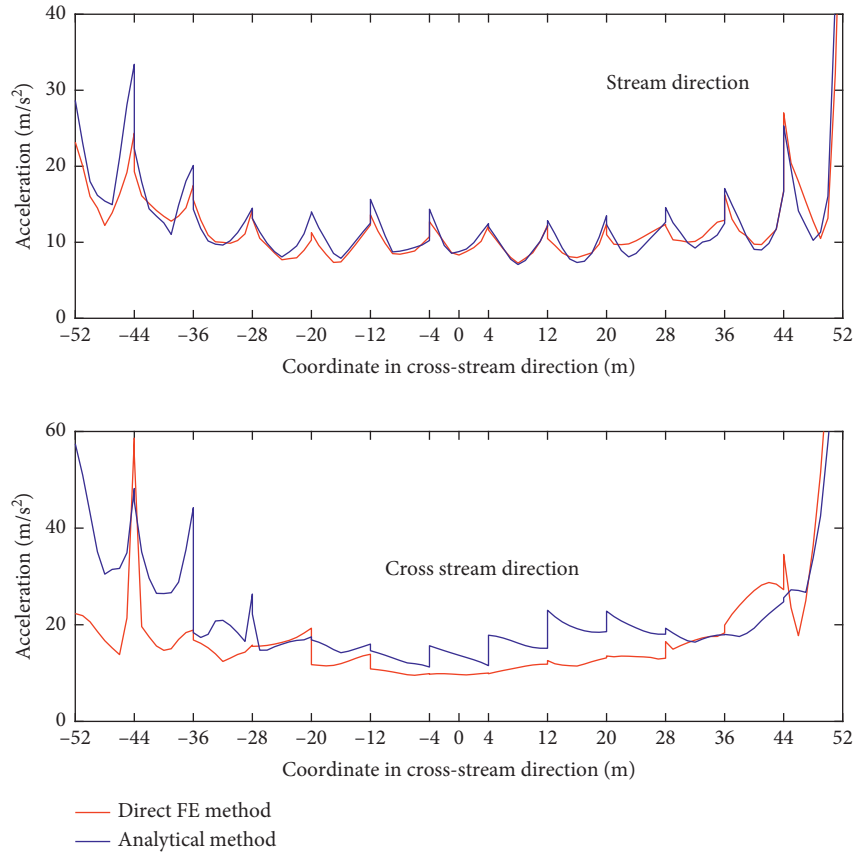 40
30
20
10
0
Acceleration (m/s²)
Stream direction
–52 –44 –36 –28 –20 –12 –4 0 4 12 20 28 36 44 52
Coordinate in cross-stream direction (m)
60
40
20
0
Acceleration (m/s²)
Cross stream direction
–52 –44 –36 –28 –20 –12 –4 0 4 12 20 28 36 44 52
Coordinate in cross-stream direction (m)
Direct FE method
Analytical method